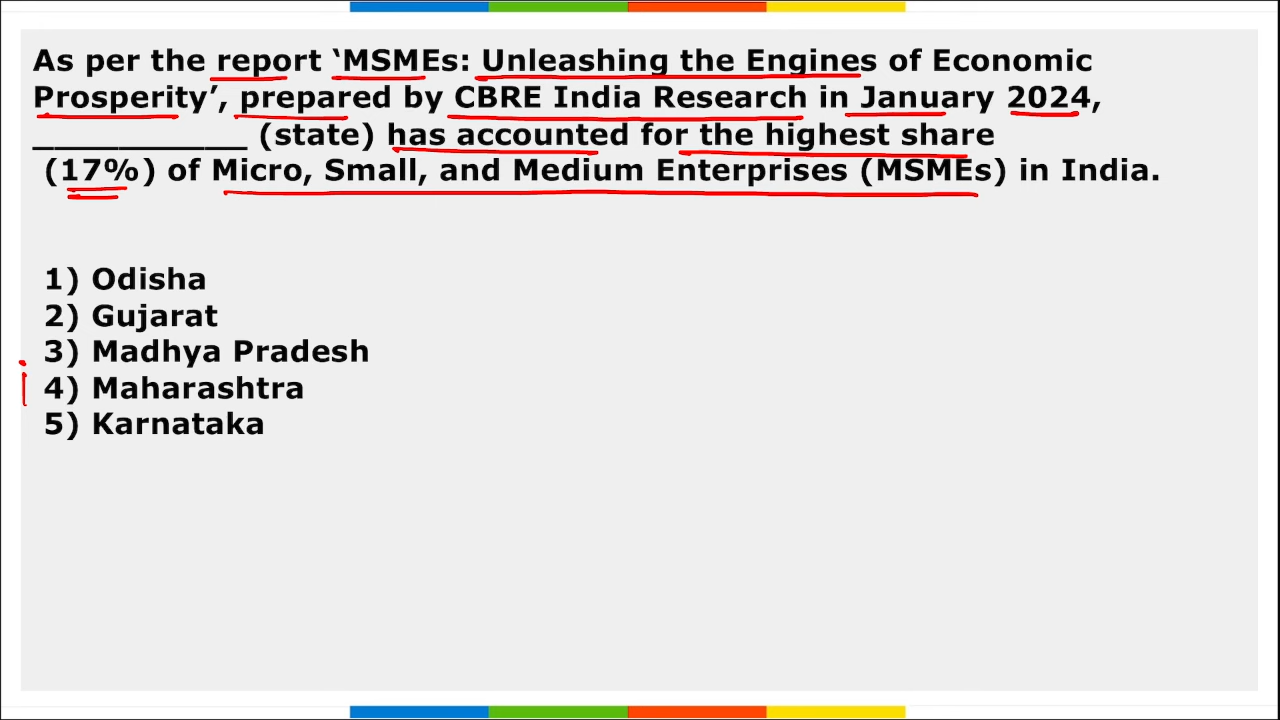 As per the report ‘MSMEs: Unleashing the Engines of Economic
Prosperity’, prepared by CBRE India Research in January 2024,
___________ (state) has accounted for the highest share
(17%) of Micro, Small, and Medium Enterprises (MSMEs) in India.
1) Odisha
2) Gujarat
3) Madhya Pradesh
4) Maharashtra
5) Karnataka